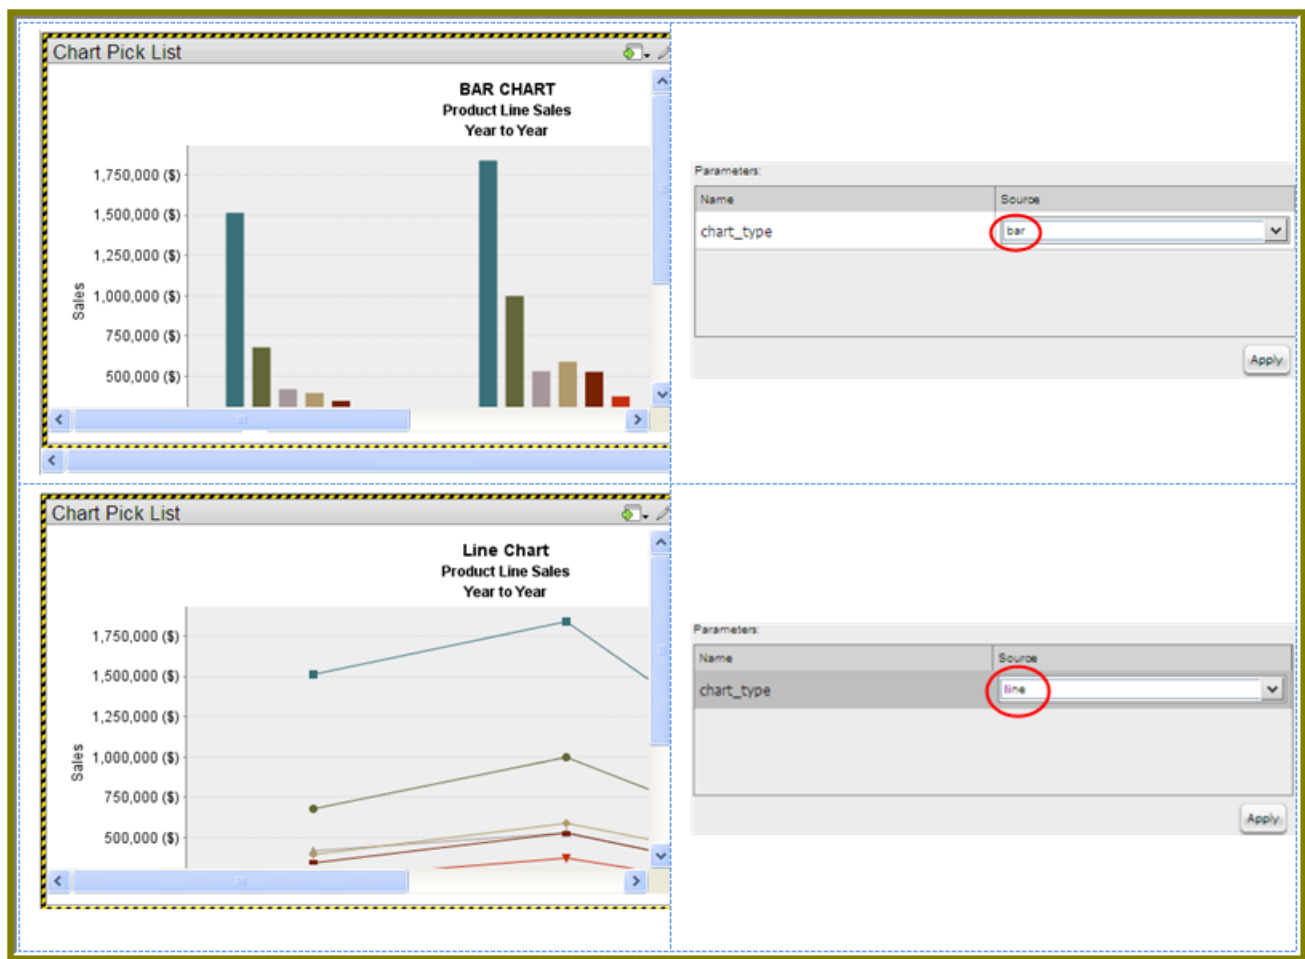 Chart Pick List
BAR CHART
Product Line Sales
Year to Year
1,750,000 ($)
1,500,000 ($)
1,250,000 ($)
1,000,000 ($)
750,000 ($)
500,000 ($)
Sales
Parameters:
Name Source
chart_type bar
Apply
Chart Pick List
Line Chart
Product Line Sales
Year to Year
1,750,000 ($)
1,500,000 ($)
1,250,000 ($)
1,000,000 ($)
750,000 ($)
500,000 ($)
Sales
Parameters:
Name Source
chart_type line
Apply